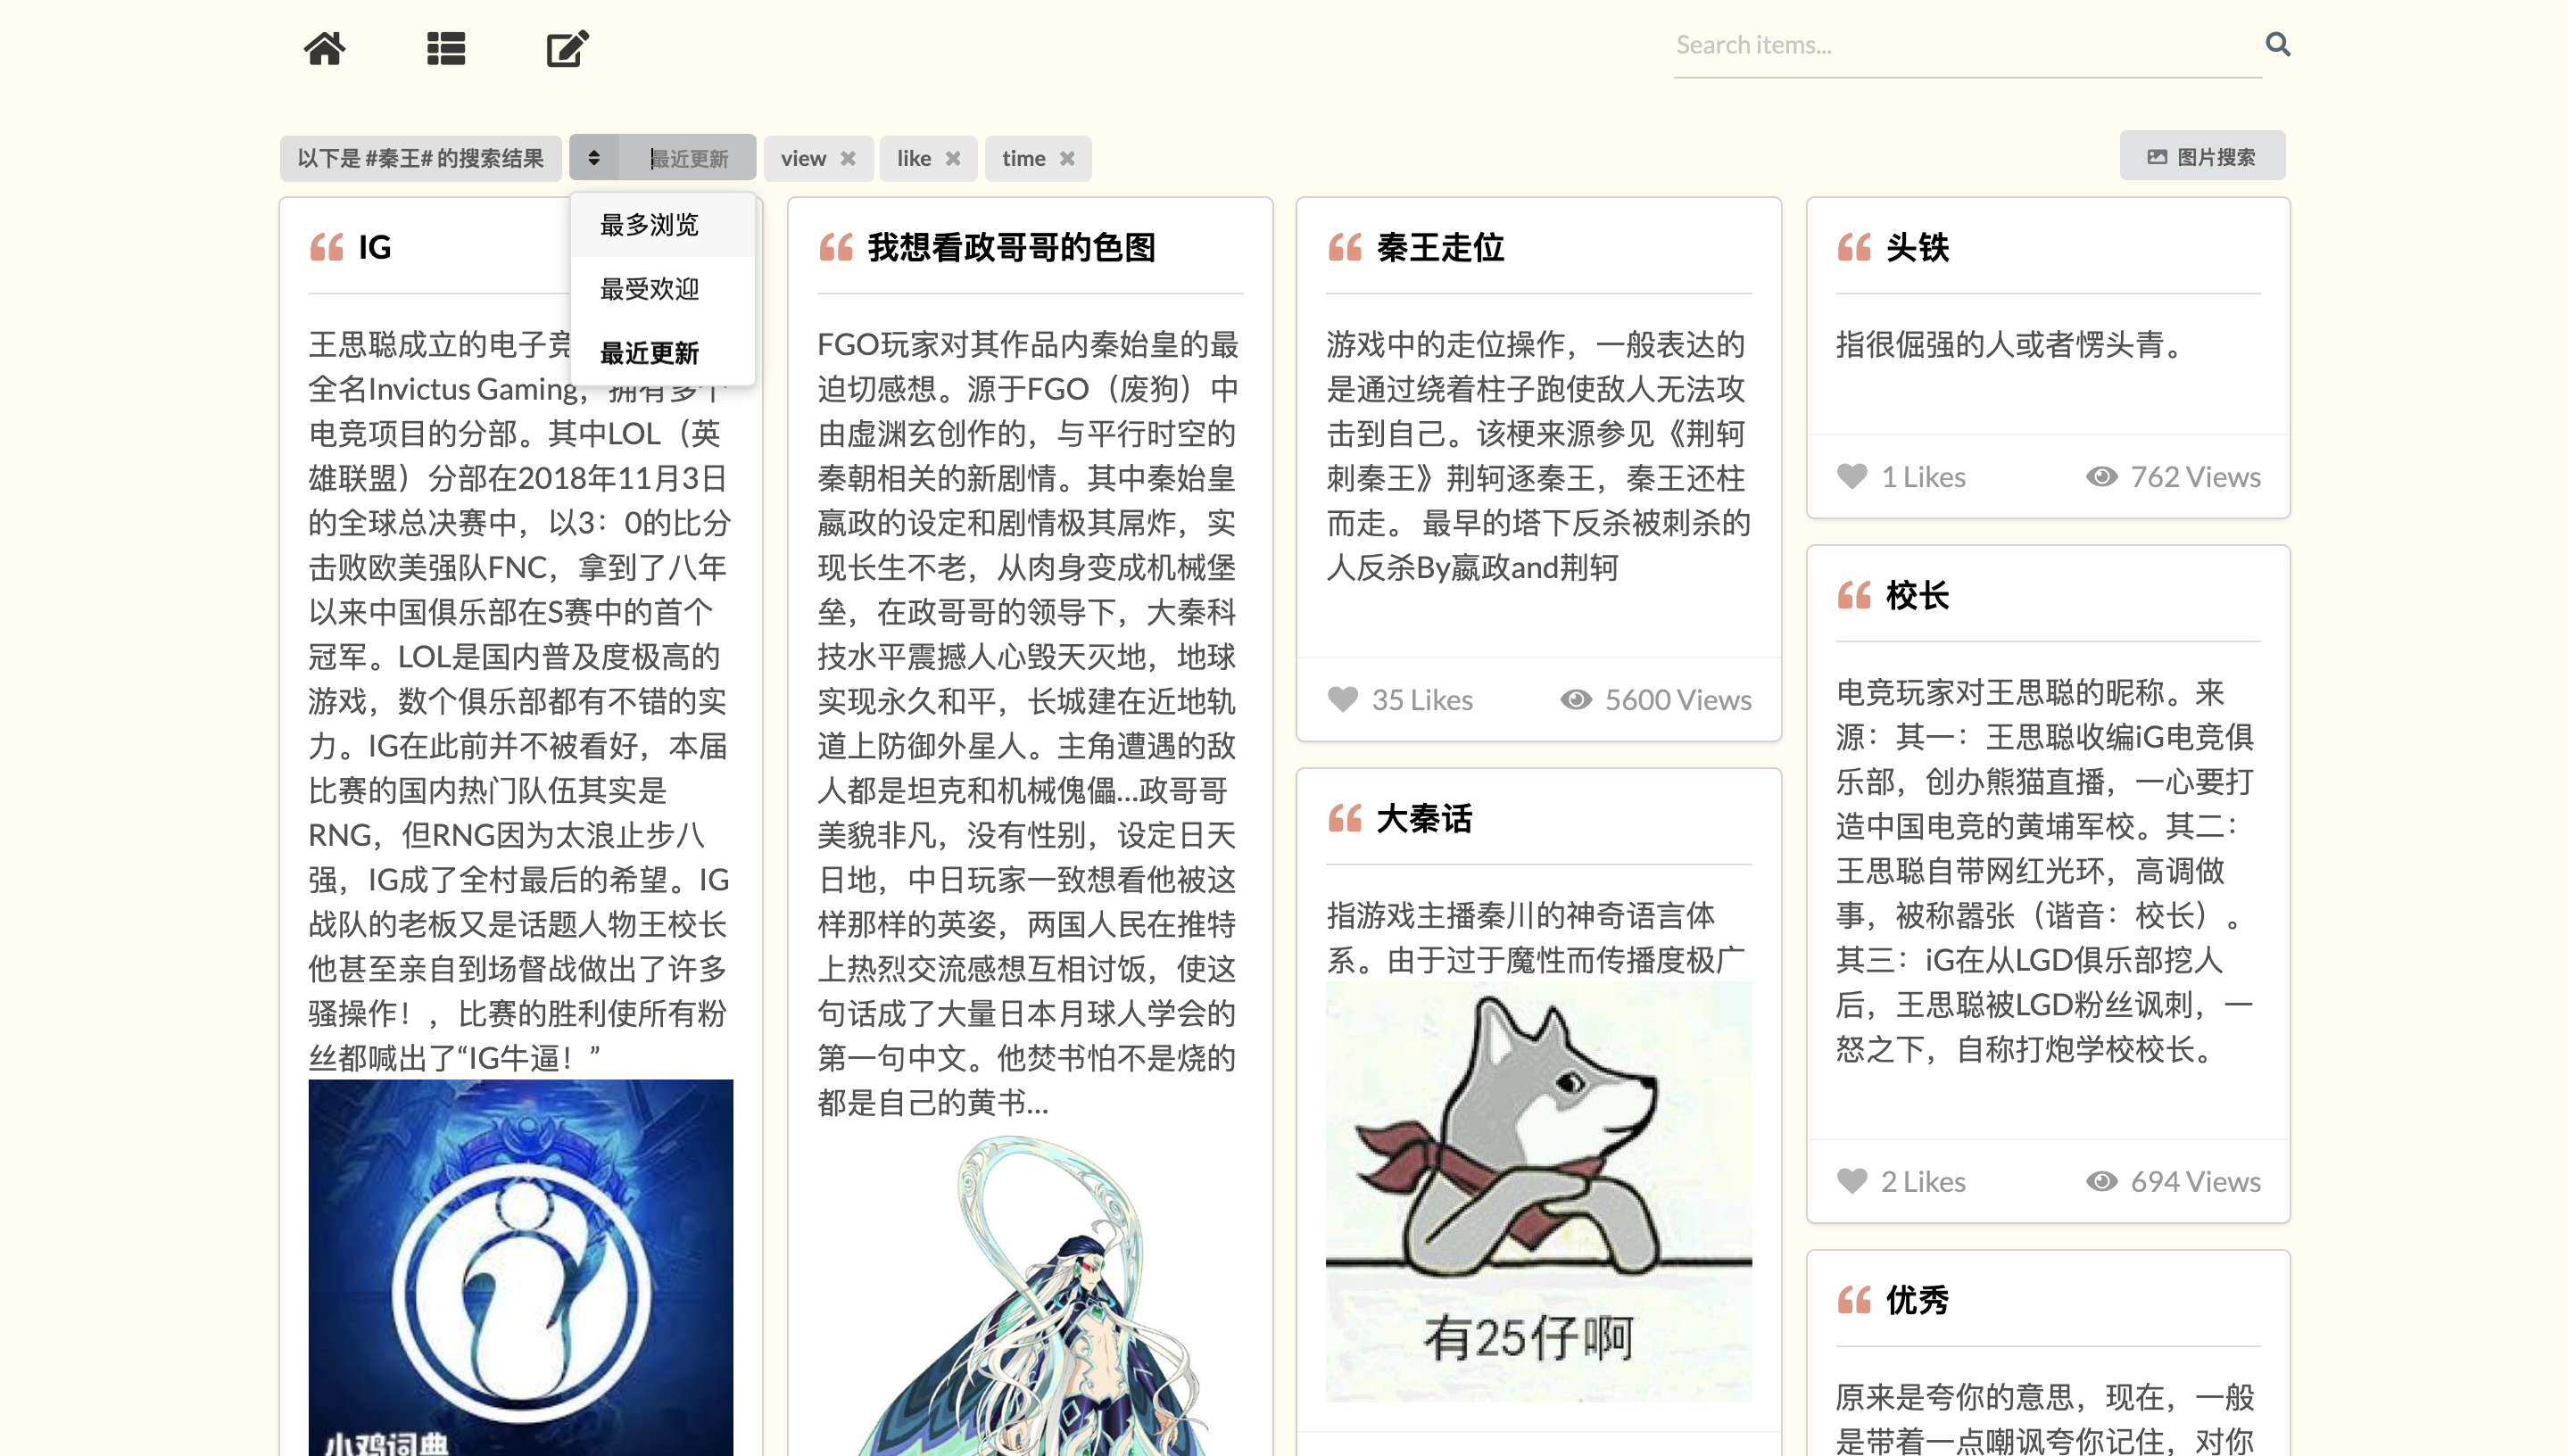 Search items...
以下是 #秦王# 的搜索结果
最近更新
view
like
time
图片搜索
最多浏览
最受欢迎
最近更新
IG
王思聪成立的电子竞
全名Invictus Gaming，拥有多个
电竞项目的分部。其中LOL（英
雄联盟）分部在2018年11月3日
的全球总决赛中，以3：0的比分
击败欧美强队FNC，拿到了八年
以来中国俱乐部在S赛中的首个
冠军。LOL是国内普及度极高的
游戏，数个俱乐部都有不错的实
力。IG在此前并不被看好，本届
比赛的国内热门队伍其实是
RNG，但RNG因为太浪止步八
强，IG成了全村最后的希望。IG
战队的老板又是话题人物王校长
他甚至亲自到场督战做出了许多
骚操作！，比赛的胜利使所有粉
丝都喊出了“IG牛逼！”
小鸡词典
我想看政哥哥的色图
FGO玩家对其作品内秦始皇的最
迫切感想。源于FGO（废狗）中
由虚渊玄创作的，与平行时空的
秦朝相关的新剧情。其中秦始皇
嬴政的设定和剧情极其屌炸，实
现长生不老，从肉身变成机械堡
垒，在政哥哥的领导下，大秦科
技水平震撼人心毁天灭地，地球
实现永久和平，长城建在近地轨
道上防御外星人。主角遭遇的敌
人都是坦克和机械傀儡...政哥哥
美貌非凡，没有性别，设定日天
日地，中日玩家一致想看他被这
样那样的英姿，两国人民在推特
上热烈交流感想互相讨饭，使这
句话成了大量日本月球人学会的
第一句中文。他焚书怕不是烧的
都是自己的黄书...
秦王走位
游戏中的走位操作，一般表达的
是通过绕着柱子跑使敌人无法攻
击到自己。该梗来源参见《荆轲
刺秦王》荆轲逐秦王，秦王还柱
而走。 最早的塔下反杀被刺杀的
人反杀By嬴政and荆轲
35 Likes
5600 Views
大秦话
指游戏主播秦川的神奇语言体
系。由于过于魔性而传播度极广
有25仔啊
头铁
指很倔强的人或者愣头青。
1 Likes
762 Views
校长
电竞玩家对王思聪的昵称。来
源：其一：王思聪收编iG电竞俱
乐部，创办熊猫直播，一心要打
造中国电竞的黄埔军校。其二：
王思聪自带网红光环，高调做
事，被称嚣张（谐音：校长）。
其三：iG在从LGD俱乐部挖人
后，王思聪被LGD粉丝讽刺，一
怒之下，自称打炮学校校长。
2 Likes
694 Views
优秀
原来是夸你的意思，现在，一般
是带着一点嘲讽夸你记住，对你